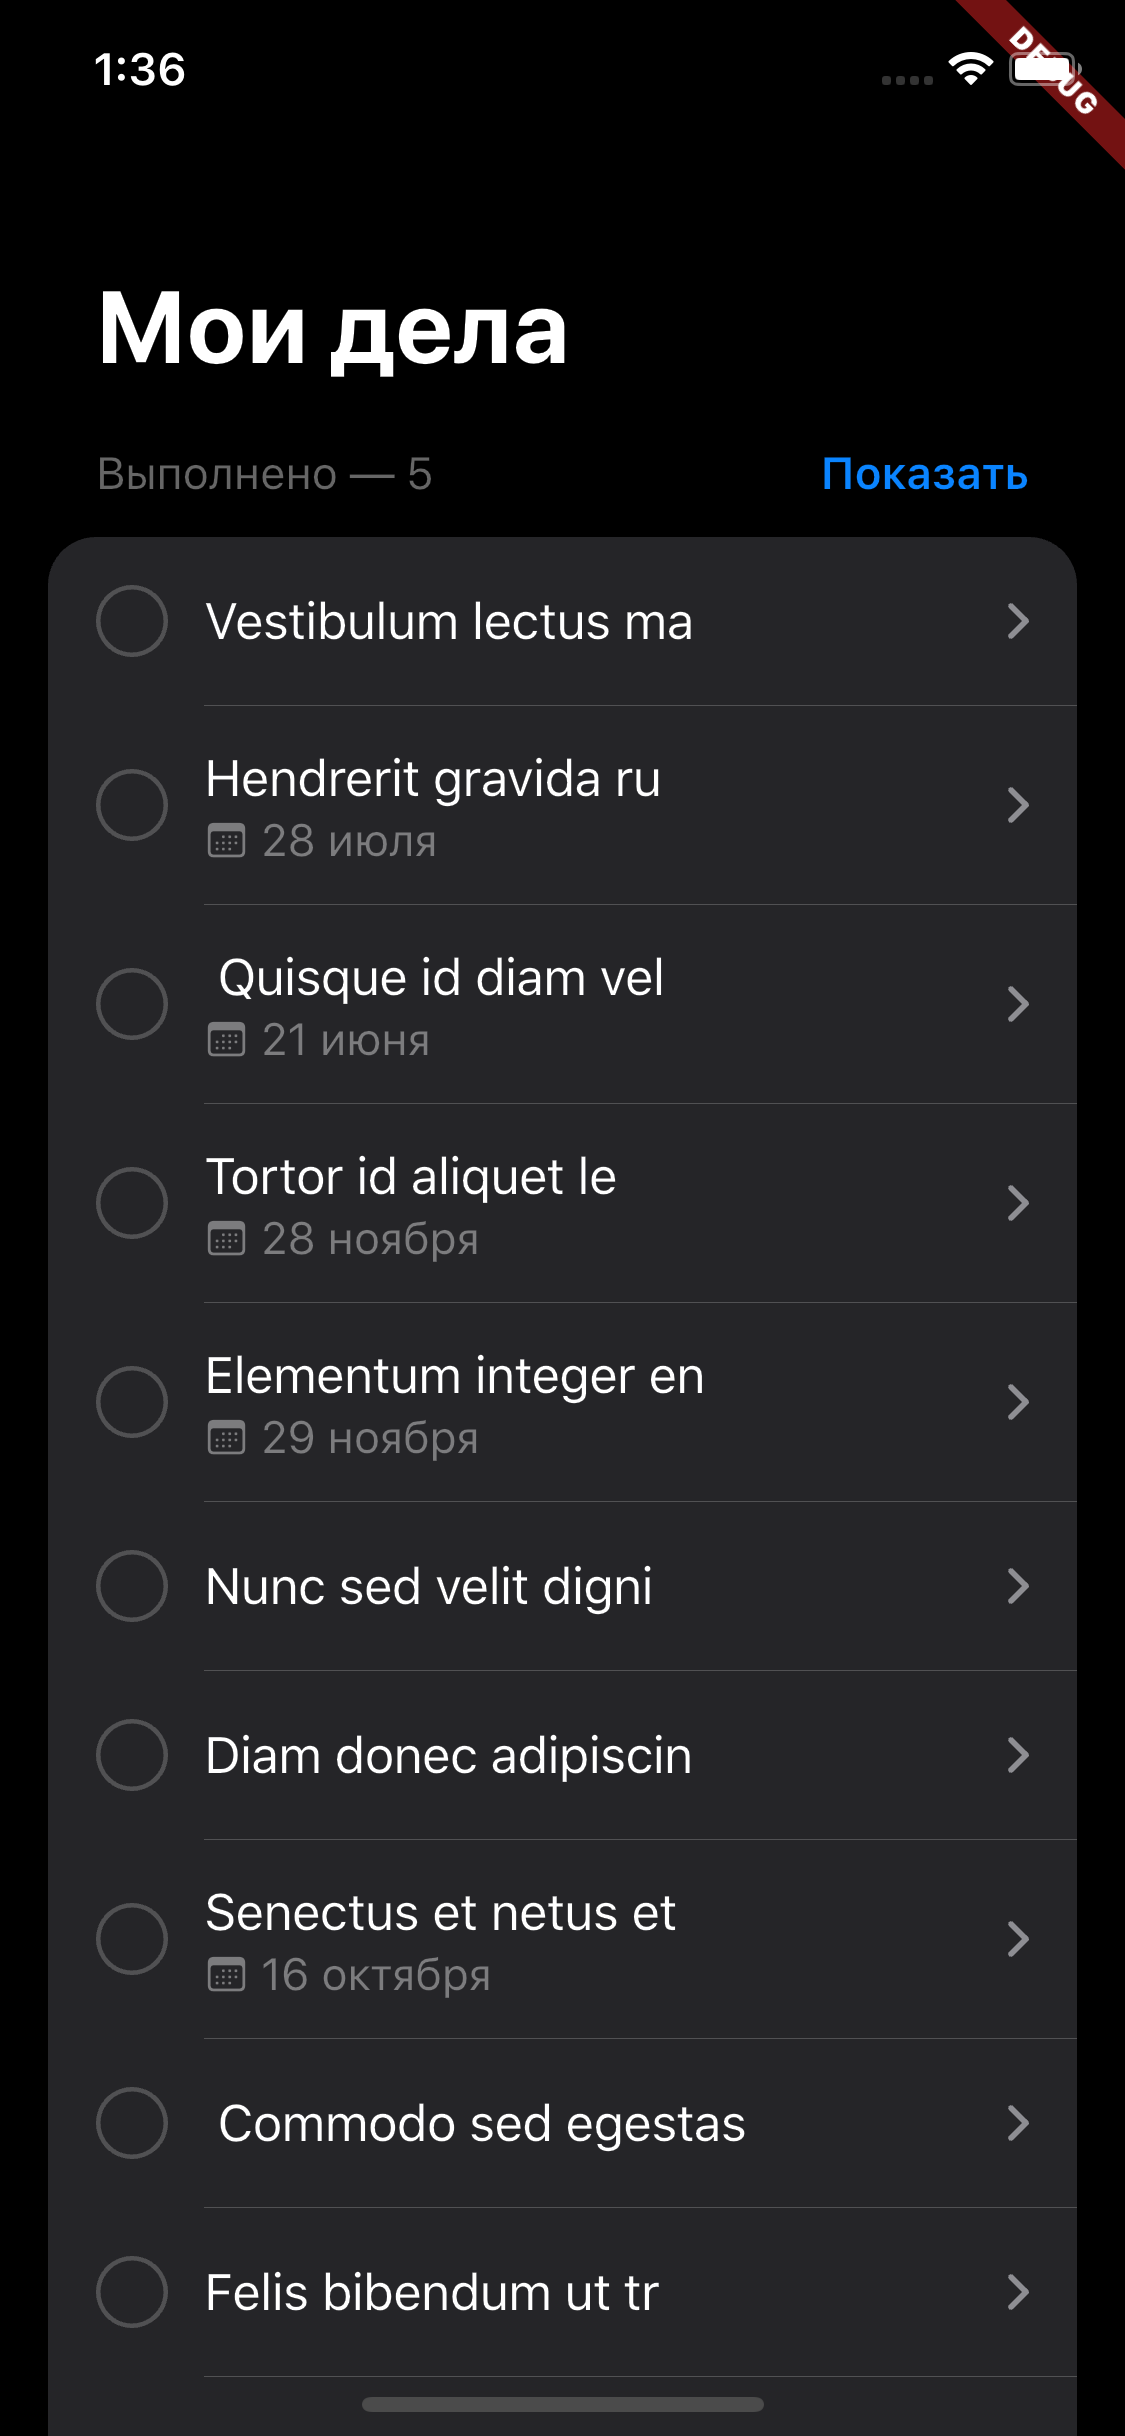 1:36
DEBUG
Мои дела
Выполнено — 5
Показать
Vestibulum lectus ma
Hendrerit gravida ru
28 июля
Quisque id diam vel
21 июня
Tortor id aliquet le
28 ноября
Elementum integer en
29 ноября
Nunc sed velit digni
Diam donec adipiscin
Senectus et netus et
16 октября
Commodo sed egestas
Felis bibendum ut tr